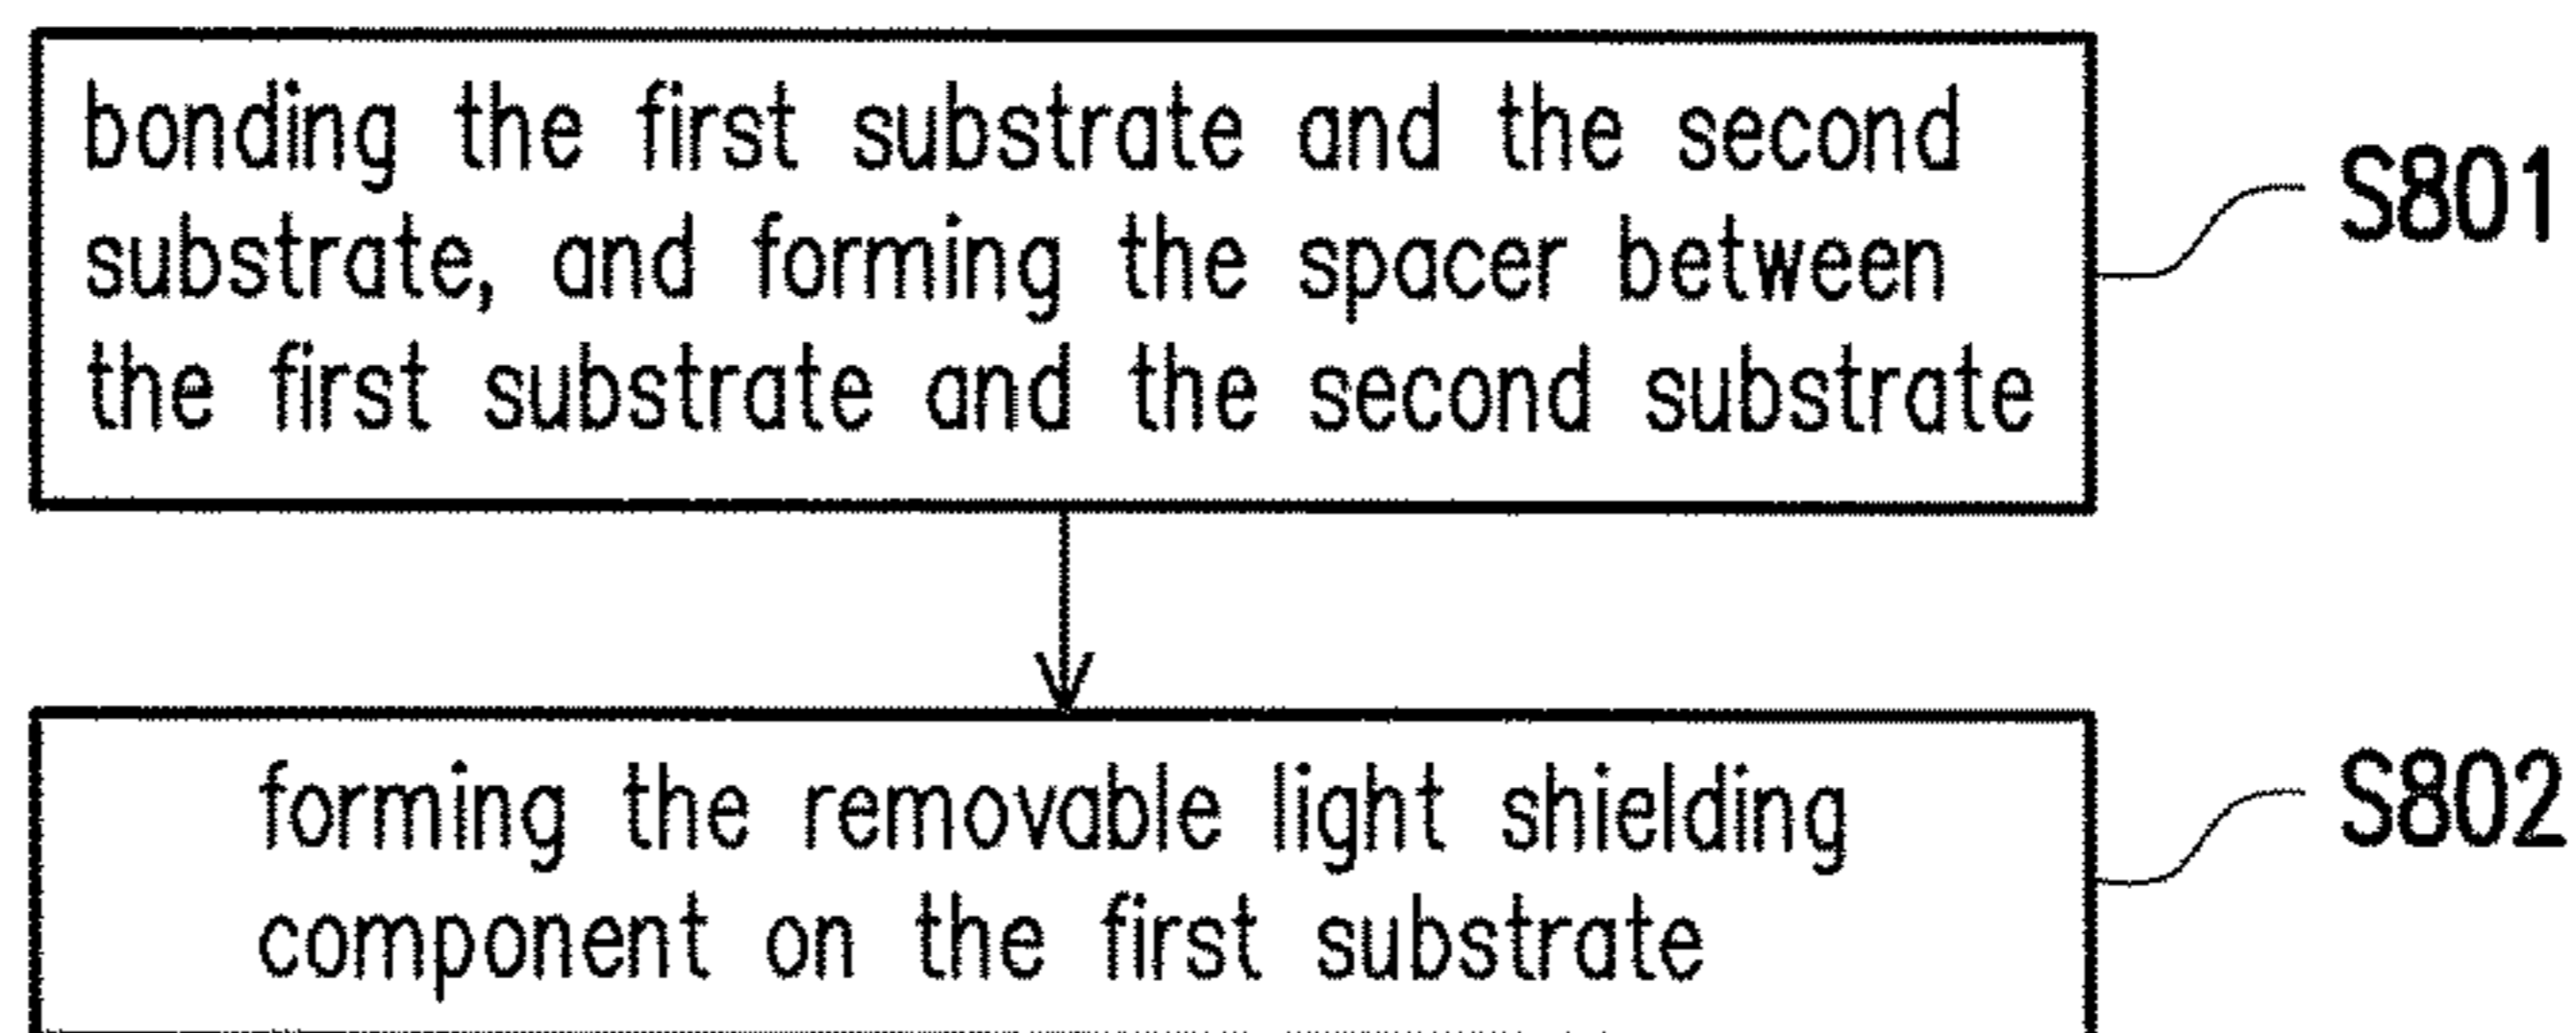 bonding the first substrate and the second
substrate, and forming the spacer between
the first substrate and the second substrate
S801
forming the removable light shielding
component on the first substrate
S802